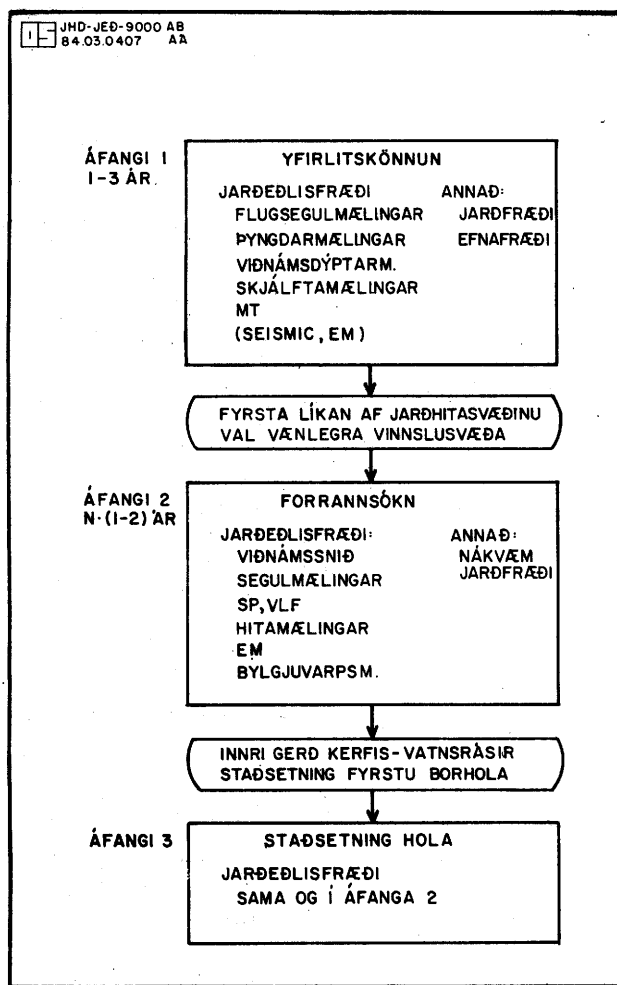 JHD-JEÐ-9000 AB
84.03.0407 AA
ÁFANGI 1
1-3 ÁR
YFIRLITSKÖNNUN
JARÐEÐLISFRÆÐI ANNAÐ:
FLUGSEGULMÆLINGAR JARÐFRÆÐI
ÞYNGDARMÆLINGAR EFNAFRÆÐI
VIÐNÁMSDÝPTARM.
SKJÁLFTAMÆLINGAR
MT
(SEISMIC, EM)
FYRSTA LÍKAN AF JARÐHITASVÆÐINU
VAL VÆNLEGRA VINNSLUSVÆÐA
ÁFANGI 2
N·(1-2) ÁR
FORRANNSÓKN
JARÐEÐLISFRÆÐI: ANNAÐ:
VIÐNÁMSSNIÐ NÁKVÆM
SEGULMÆLINGAR JARÐFRÆÐI
SP, VLF
HITAMÆLINGAR
EM
BYLGJUVARPSM.
INNRI GERÐ KERFIS-VATNSRÁSIR
STAÐSETNING FYRSTU BORHOLA
ÁFANGI 3
STAÐSETNING HOLA
JARÐEÐLISFRÆÐI
SAMA OG Í ÁFANGA 2